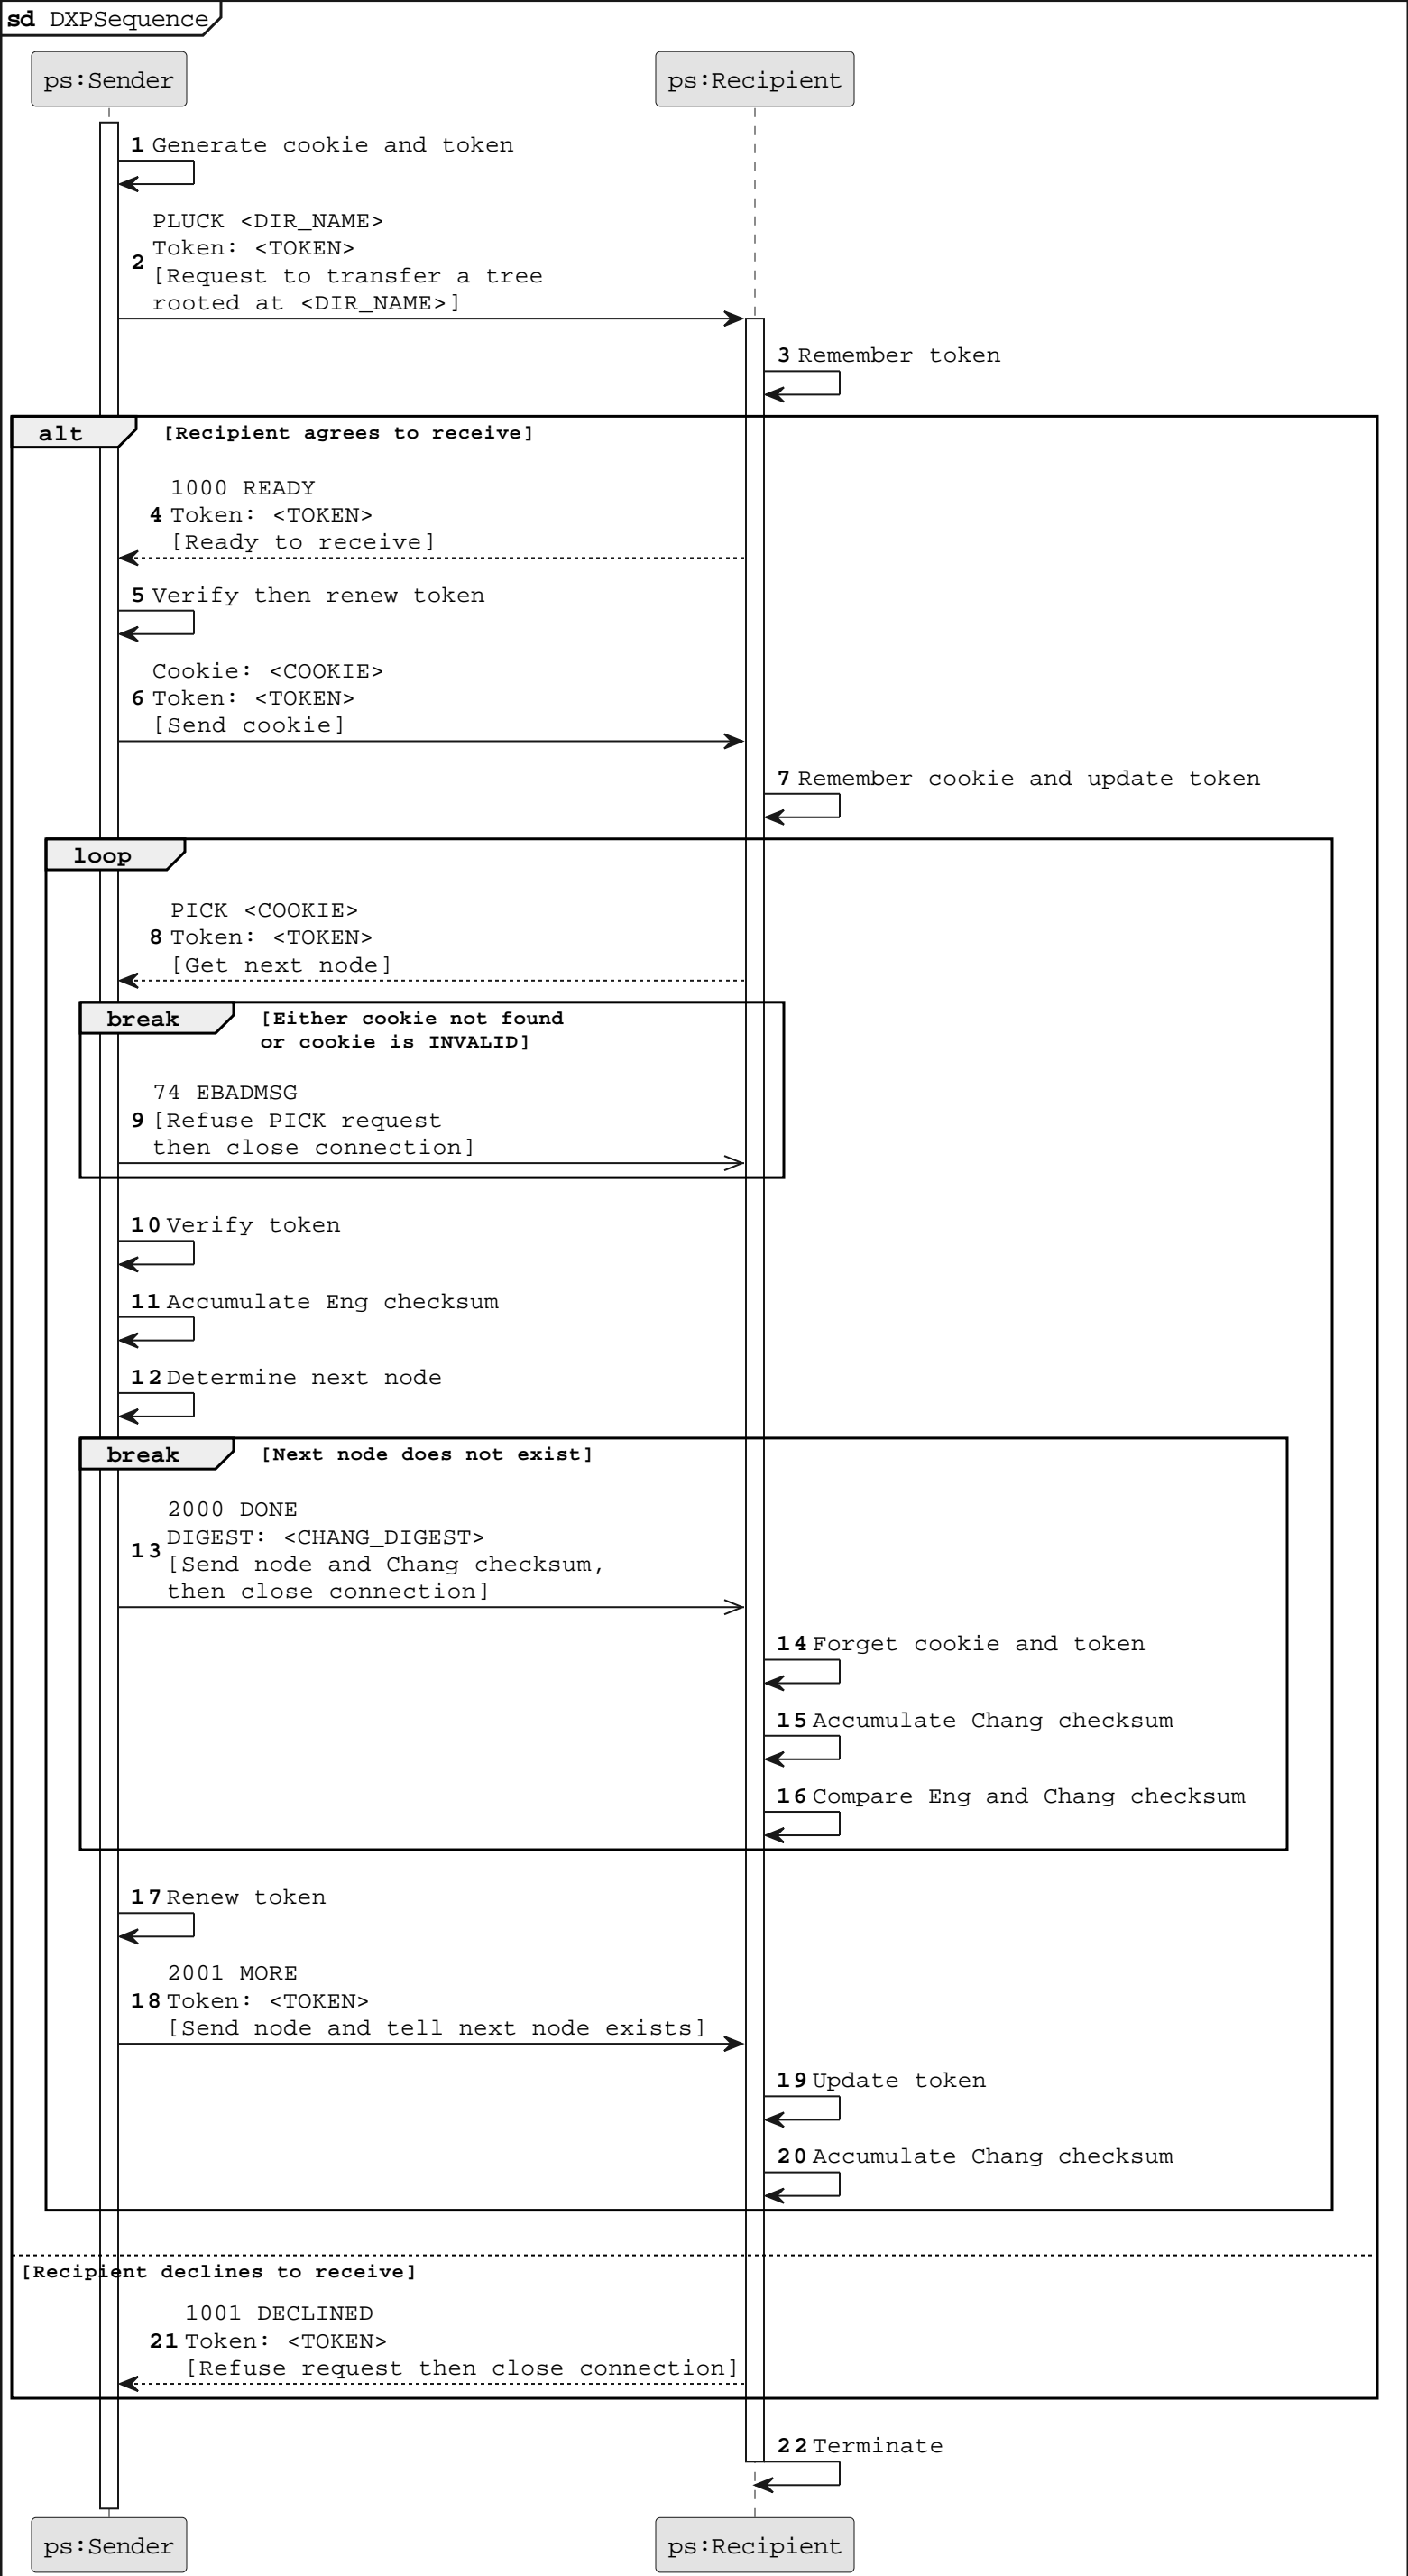 sd DXPSequence
ps:Sender
ps:Recipient
1 Generate cookie and token
PLUCK <DIR_NAME>
Token: <TOKEN>
2
[Request to transfer a tree
rooted at <DIR_NAME>]
3 Remember token
alt [Recipient agrees to receive]
1000 READY
4 Token: <TOKEN>
[Ready to receive]
5 Verify then renew token
Cookie: <COOKIE>
6 Token: <TOKEN>
[Send cookie]
7 Remember cookie and update token
loop
PICK <COOKIE>
8 Token: <TOKEN>
[Get next node]
break [Either cookie not found
or cookie is INVALID]
74 EBADMSG
9 [Refuse PICK request
then close connection]
10 Verify token
11 Accumulate Eng checksum
12 Determine next node
break [Next node does not exist]
2000 DONE
DIGEST: <CHANG_DIGEST>
13
[Send node and Chang checksum,
then close connection]
14 Forget cookie and token
15 Accumulate Chang checksum
16 Compare Eng and Chang checksum
17 Renew token
2001 MORE
18 Token: <TOKEN>
[Send node and tell next node exists]
19 Update token
20 Accumulate Chang checksum
[Recipient declines to receive]
1001 DECLINED
21 Token: <TOKEN>
[Refuse request then close connection]
22 Terminate
ps:Sender
ps:Recipient